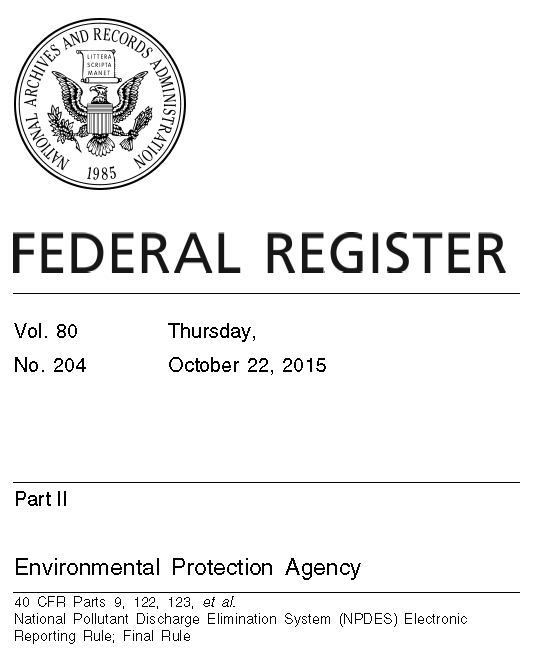 NATIONAL ARCHIVES AND RECORDS ADMINISTRATION
LITTERA
SCRIPTA
MANET
1985
FEDERAL REGISTER
Vol. 80 Thursday,
No. 204 October 22, 2015
Part II
Environmental Protection Agency
40 CFR Parts 9, 122, 123, et al.
National Pollutant Discharge Elimination System (NPDES) Electronic
Reporting Rule; Final Rule